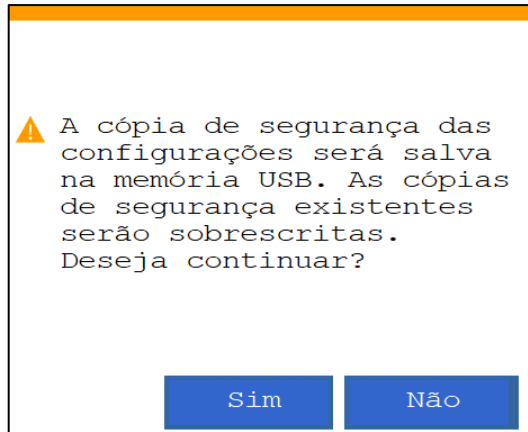 A cópia de segurança das
configurações será salva
na memória USB. As cópias
de segurança existentes
serão sobrescritas.
Deseja continuar?
Sim Não